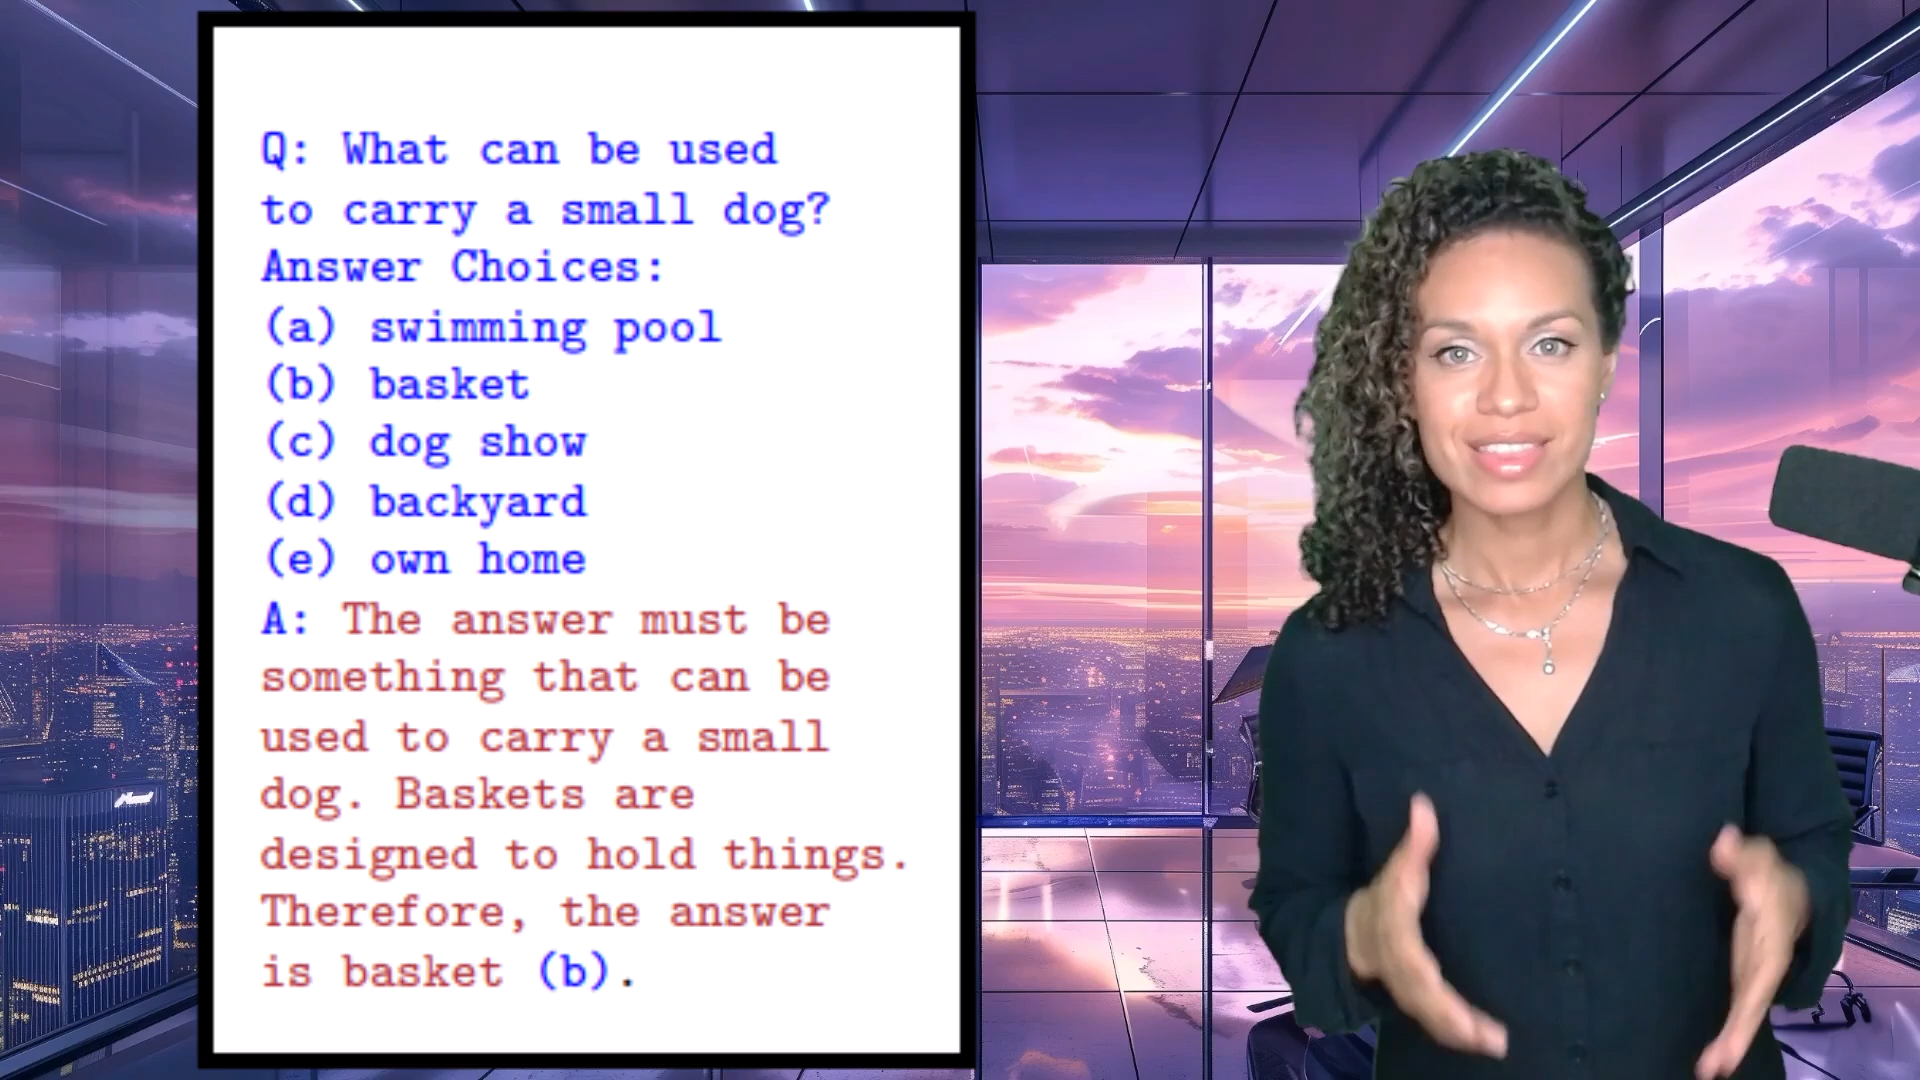 Q: What can be used
to carry a small dog?
Answer Choices:
(a) swimming pool
(b) basket
(c) dog show
(d) backyard
(e) own home
A: The answer must be
something that can be
used to carry a small
dog. Baskets are
designed to hold things.
Therefore, the answer
is basket (b).